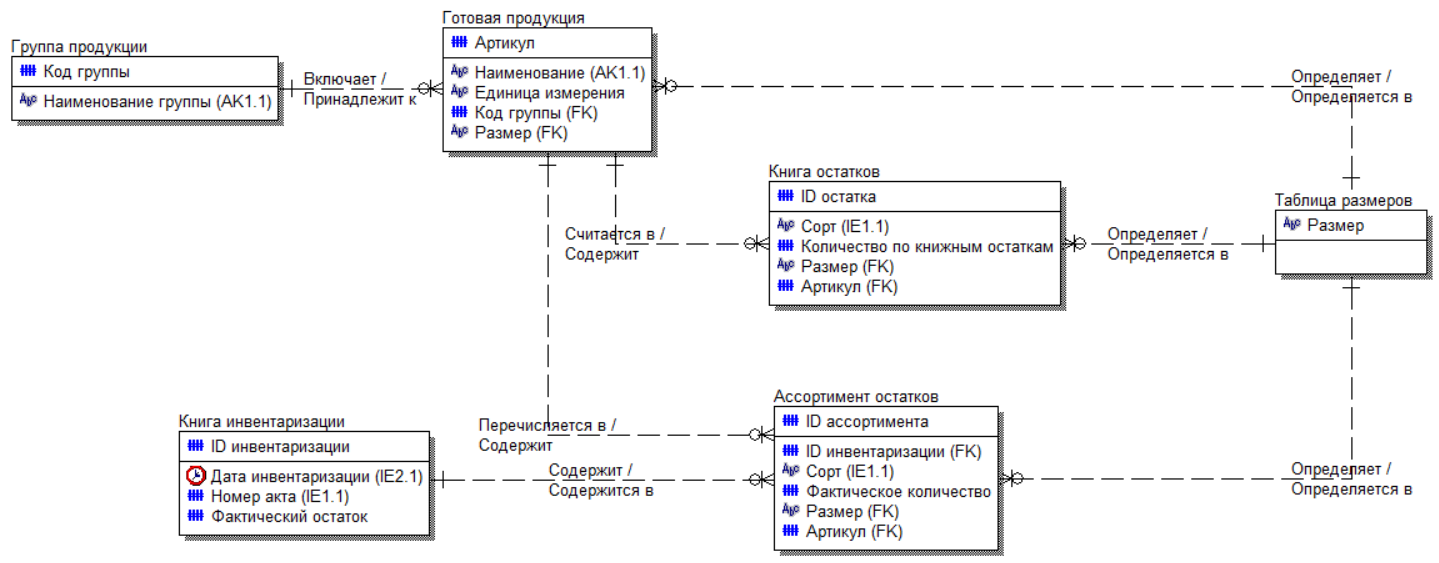 Группа продукции
Код группы
Наименование группы (AK1.1)
Включает /
Принадлежит к
Готовая продукция
Артикул
Наименование (AK1.1)
Единица измерения
Код группы (FK)
Размер (FK)
Определяет /
Определяется в
Книга остатков
ID остатка
Сорт (IE1.1)
Количество по книжным остаткам
Размер (FK)
Артикул (FK)
Считается в /
Содержит
Определяет /
Определяется в
Таблица размеров
Размер
Книга инвентаризации
ID инвентаризации
Дата инвентаризации (IE2.1)
Номер акта (IE1.1)
Фактический остаток
Перечисляется в /
Содержит
Содержит /
Содержится в
Ассортимент остатков
ID ассортимента
ID инвентаризации (FK)
Сорт (IE1.1)
Фактическое количество
Размер (FK)
Артикул (FK)
Определяет /
Определяется в